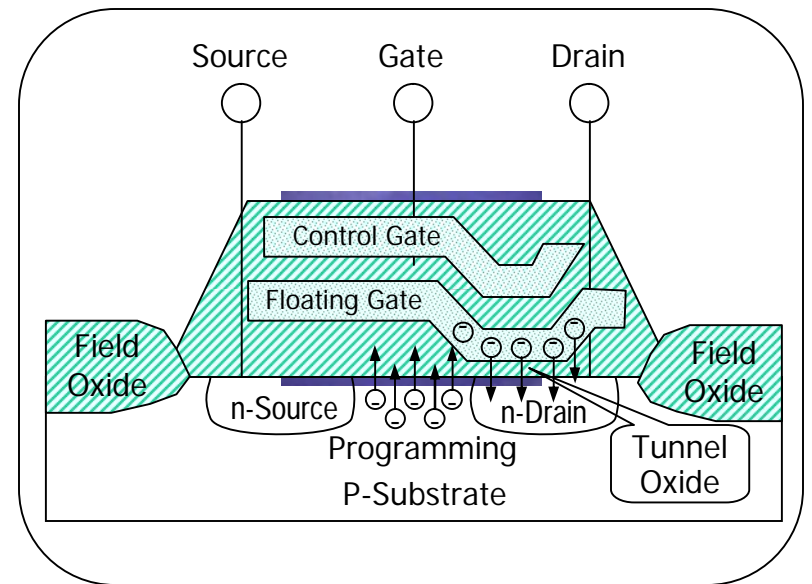 Source
Gate
Drain
Control Gate
Floating Gate
Field
Oxide
Field
Oxide
n-Source
n-Drain
Programming
Tunnel
Oxide
P-Substrate